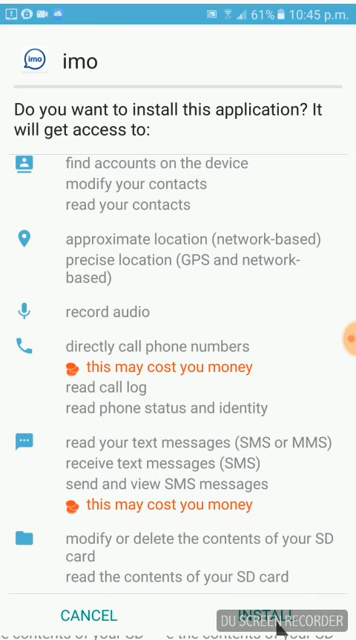 61% 10:45 p.m.
imo
imo
Do you want to install this application? It
will get access to:
find accounts on the device
modify your contacts
read your contacts
approximate location (network-based)
precise location (GPS and network-
based)
record audio
directly call phone numbers
this may cost you money
read call log
read phone status and identity
read your text messages (SMS or MMS)
receive text messages (SMS)
send and view SMS messages
this may cost you money
modify or delete the contents of your SD
card
read the contents of your SD card
CANCEL
INSTALL
DU SCREEN RECORDER